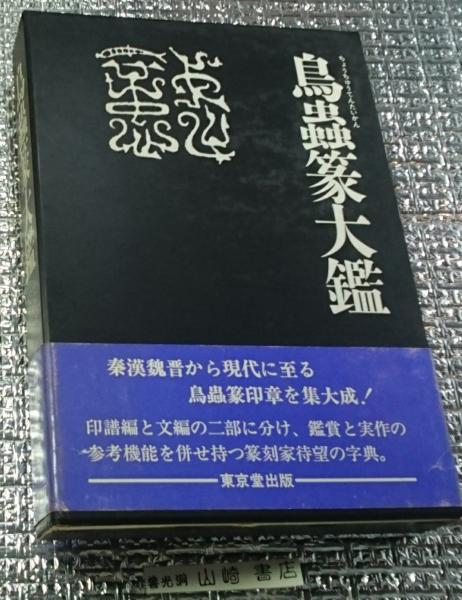 鳥蟲篆大鑑
ちょうちゅうてんたいかん
秦漢魏晋から現代に至る
鳥蟲篆印章を集大成！
印譜編と文編の二部に分け、鑑賞と実作の
参考機能を併せ持つ篆刻家待望の字典。
東京堂出版
山崎書店